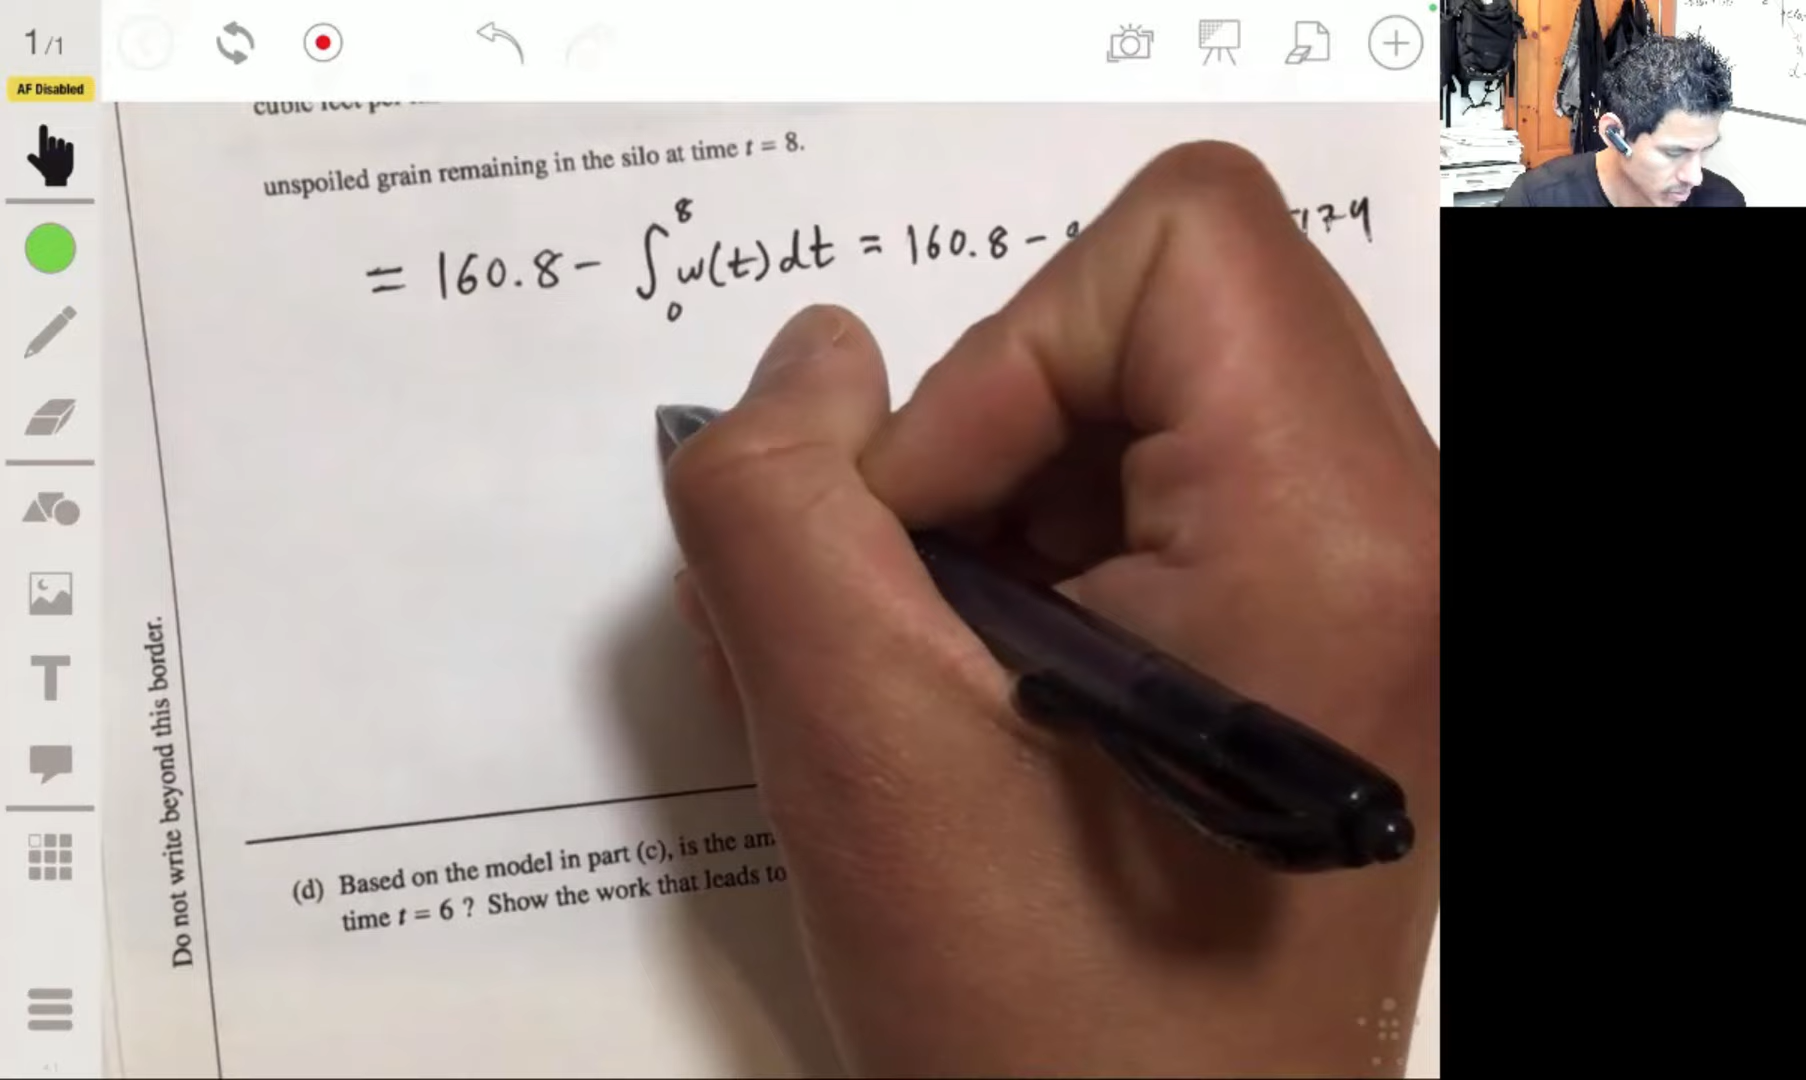 1/1
AF Disabled
unspoiled grain remaining in the silo at time t = 8.
= 160.8 - ∫₀⁸ w(t) dt = 160.8 -
T
Do not write beyond this border.
(d) Based on the model in part (c), is the
time t = 6 ? Show the work that leads to